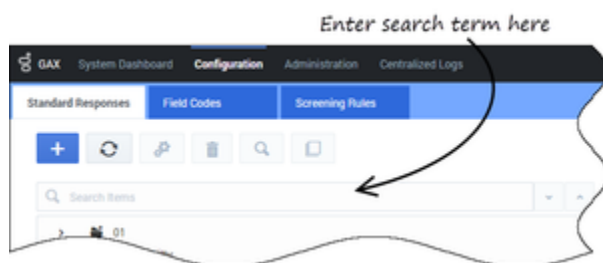 Enter search term here
GAX System Dashboard Configuration Administration Centralized Logs
Standard Responses Field Codes Screening Rules
Search Items
01